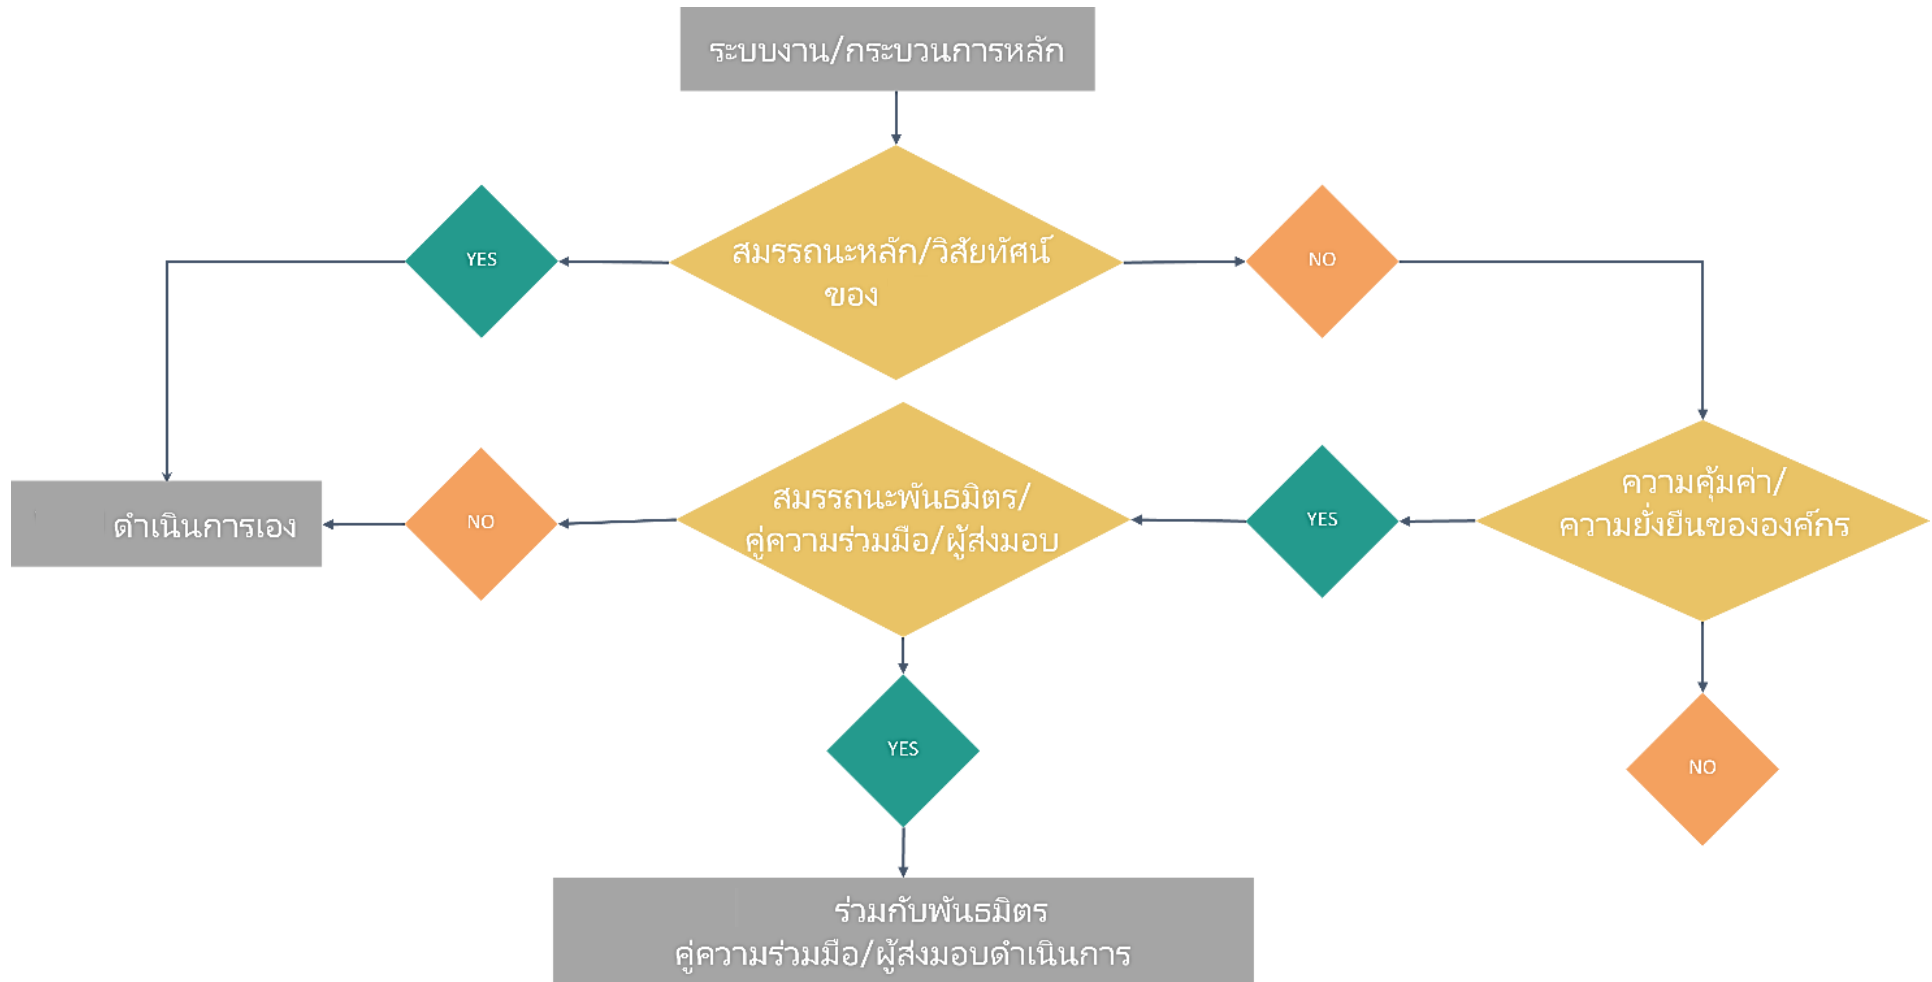 ระบบงาน/กระบวนการหลัก
YES
สมรรถนะหลัก/วิสัยทัศน์
ของ
NO
ดำเนินการเอง
NO
สมรรถนะพันธมิตร/
คู่ความร่วมมือ/ผู้ส่งมอบ
YES
ความคุ้มค่า/
ความยั่งยืนขององค์กร
YES
NO
ร่วมกับพันธมิตร
คู่ความร่วมมือ/ผู้ส่งมอบดำเนินการ